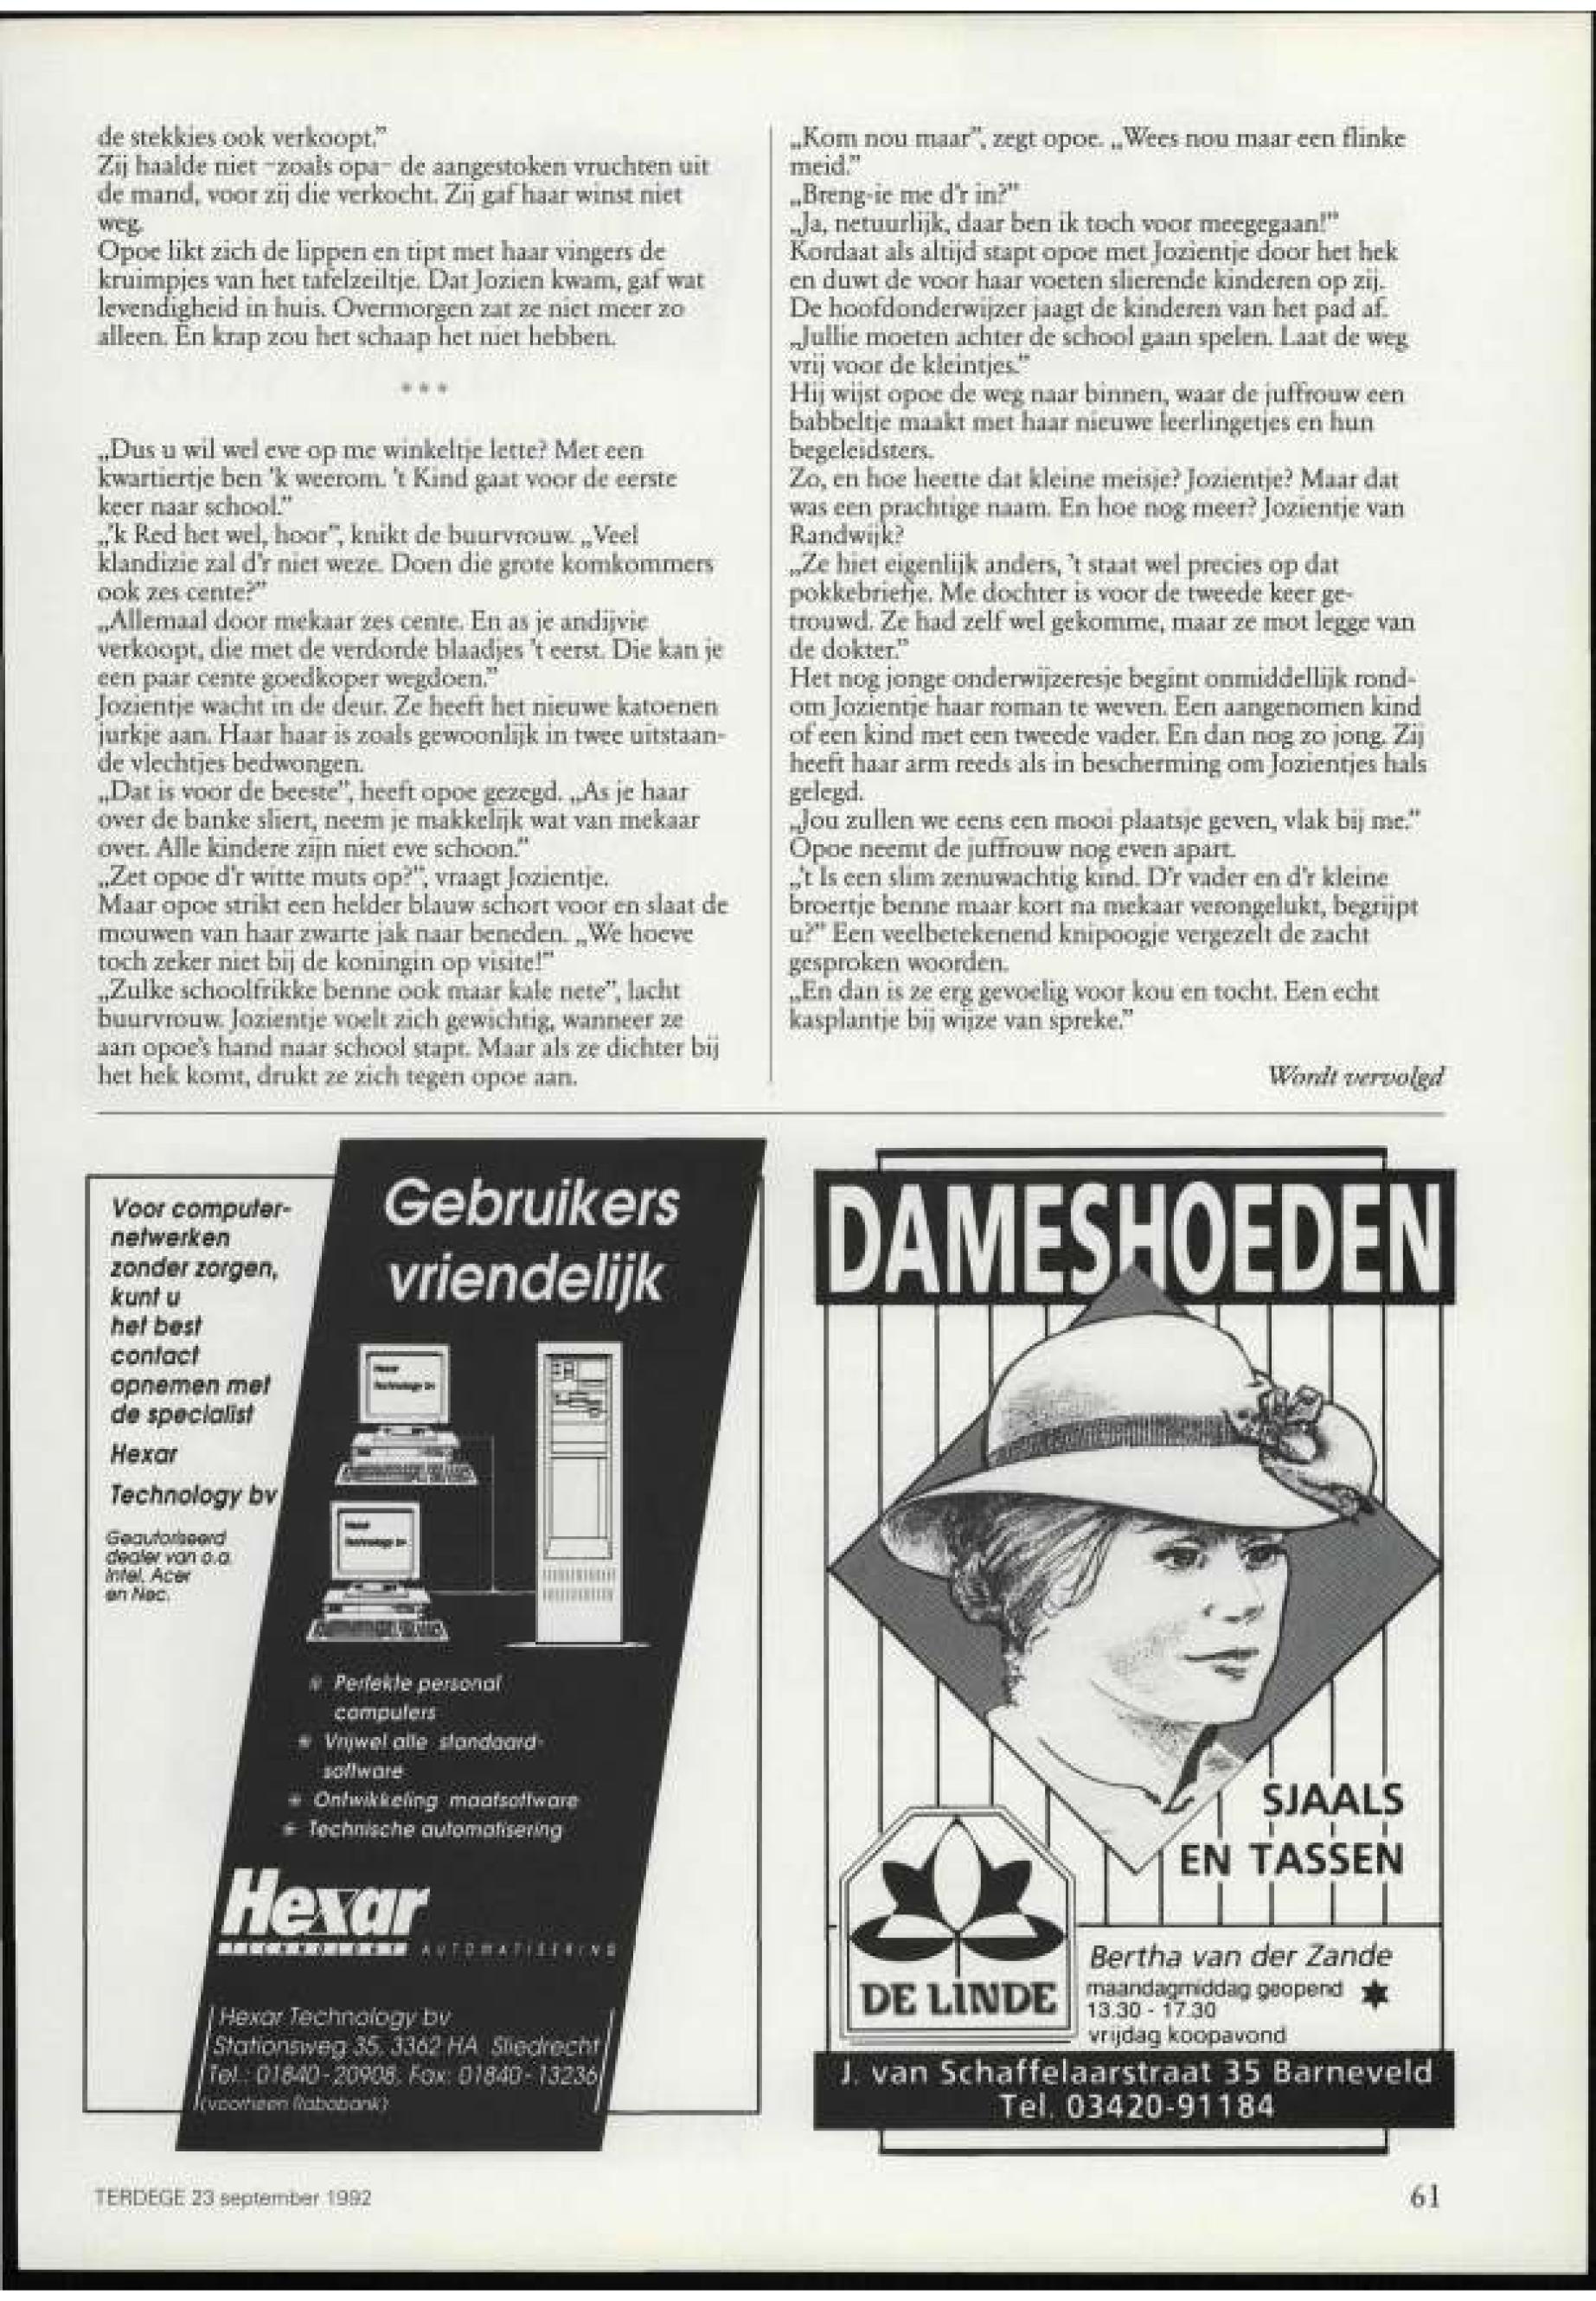 de stekkies ook verkoopt.”
Zij haalde niet -zoals opa- de aangestoken vruchten uit
de mand, voor zij die verkocht. Zij gaf haar winst niet
weg.
Opoe likt zich de lippen en tipt met haar vingers de
kruimpjes van het tafelzeiltje. Dat Jozien kwam, gaf wat
levendigheid in huis. Overmorgen zat ze niet meer zo
alleen. En krap zou het schaap het niet hebben.
* * *
„Dus u wil wel eve op me winkeltje lette? Met een
kwartiertje ben 'k weerom. 't Kind gaat voor de eerste
keer naar school.”
„'k Red het wel, hoor”, knikt de buurvrouw. „Veel
klandizie zal d'r niet weze. Doen die grote komkommers
ook zes cente?”
„Allemaal door mekaar zes cente. En as je andijvie
verkoopt, die met de verdorde blaadjes 't eerst. Die kan je
een paar cente goedkoper wegdoen.”
Jozientje wacht in de deur. Ze heeft het nieuwe katoenen
jurkje aan. Haar haar is zoals gewoonlijk in twee uitstaan-
de vlechtjes bedwongen.
„Dat is voor de beeste”, heeft opoe gezegd. „As je haar
over de banke sliert, neem je makkelijk wat van mekaar
over. Alle kindere zijn niet eve schoon.”
„Zet opoe d'r witte muts op?”, vraagt Jozientje.
Maar opoe strikt een helder blauw schort voor en slaat de
mouwen van haar zwarte jak naar beneden. „We hoeve
toch zeker niet bij de koningin op visite!”
„Zulke schoolfrikke benne ook maar kale nete”, lacht
buurvrouw. Jozientje voelt zich gewichtig, wanneer ze
aan opoe's hand naar school stapt. Maar als ze dichter bij
het hek komt, drukt ze zich tegen opoe aan.
„Kom nou maar”, zegt opoe. „Wees nou maar een flinke
meid.”
„Breng-ie me d'r in?”
„Ja, netuurlijk, daar ben ik toch voor meegegaan!”
Kordaat als altijd stapt opoe met Jozientje door het hek
en duwt de voor haar voeten slierende kinderen op zij.
De hoofdonderwijzer jaagt de kinderen van het pad af.
„Jullie moeten achter de school gaan spelen. Laat de weg
vrij voor de kleintjes.”
Hij wijst opoe de weg naar binnen, waar de juffrouw een
babbeltje maakt met haar nieuwe leerlingetjes en hun
begeleidsters.
Zo, en hoe heette dat kleine meisje? Jozientje? Maar dat
was een prachtige naam. En hoe nog meer? Jozientje van
Randwijk?
„Ze hiet eigenlijk anders, 't staat wel precies op dat
pokkebriefje. Me dochter is voor de tweede keer ge-
trouwd. Ze had zelf wel gekomme, maar ze mot legge van
de dokter.”
Het nog jonge onderwijzeresje begint onmiddellijk rond-
om Jozientje haar roman te weven. Een aangenomen kind
of een kind met een tweede vader. En dan nog zo jong. Zij
heeft haar arm reeds als in bescherming om Jozientjes hals
gelegd.
„Jou zullen we eens een mooi plaatsje geven, vlak bij me.”
Opoe neemt de juffrouw nog even apart.
„'t Is een slim zenuwachtig kind. D'r vader en d'r kleine
broertje benne maar kort na mekaar verongelukt, begrijpt
u?” Een veelbetekenend knipoogje vergezelt de zacht
gesproken woorden.
„En dan is ze erg gevoelig voor kou en tocht. Een echt
kasplantje bij wijze van spreke.”
Wordt vervolgd
Voor computer-
netwerken
zonder zorgen,
kunt u
het best
contact
opnemen met
de specialist
Hexar
Technology bv
Geautoriseerd
dealer van o.a.
Intel, Acer
en Nec.
Gebruikers
vriendelijk
Hexar
Technology bv
Hexar
Technology bv
* Perfekte personal
computers
* Vrijwel alle standaard-
software
* Ontwikkeling maatsoftware
* Technische automatisering
Hexar
TECHNOLOGY AUTOMATISERING
Hexar Technology bv
Stationsweg 35, 3362 HA Sliedrecht
Tel.: 01840-20908, Fax: 01840-13236
(voorheen Rabobank)
DAMESHOEDEN
SJAALS
EN TASSEN
DE LINDE
Bertha van der Zande
maandagmiddag geopend
13.30 - 17.30
vrijdag koopavond
J. van Schaffelaarstraat 35 Barneveld
Tel. 03420-91184
TERDEGE 23 september 1992
61